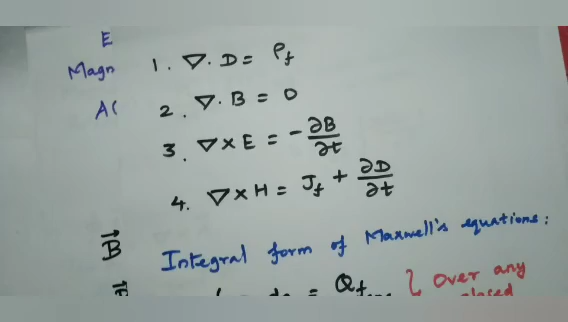 E
Magn
1. ∇. D = ρf
A(
2. ∇. B = 0
3. ∇ × E = - ∂B/∂t
4. ∇ × H = Jf + ∂D/∂t
B⃗
Integral form of Maxwell's equations:
= Qf { Over any